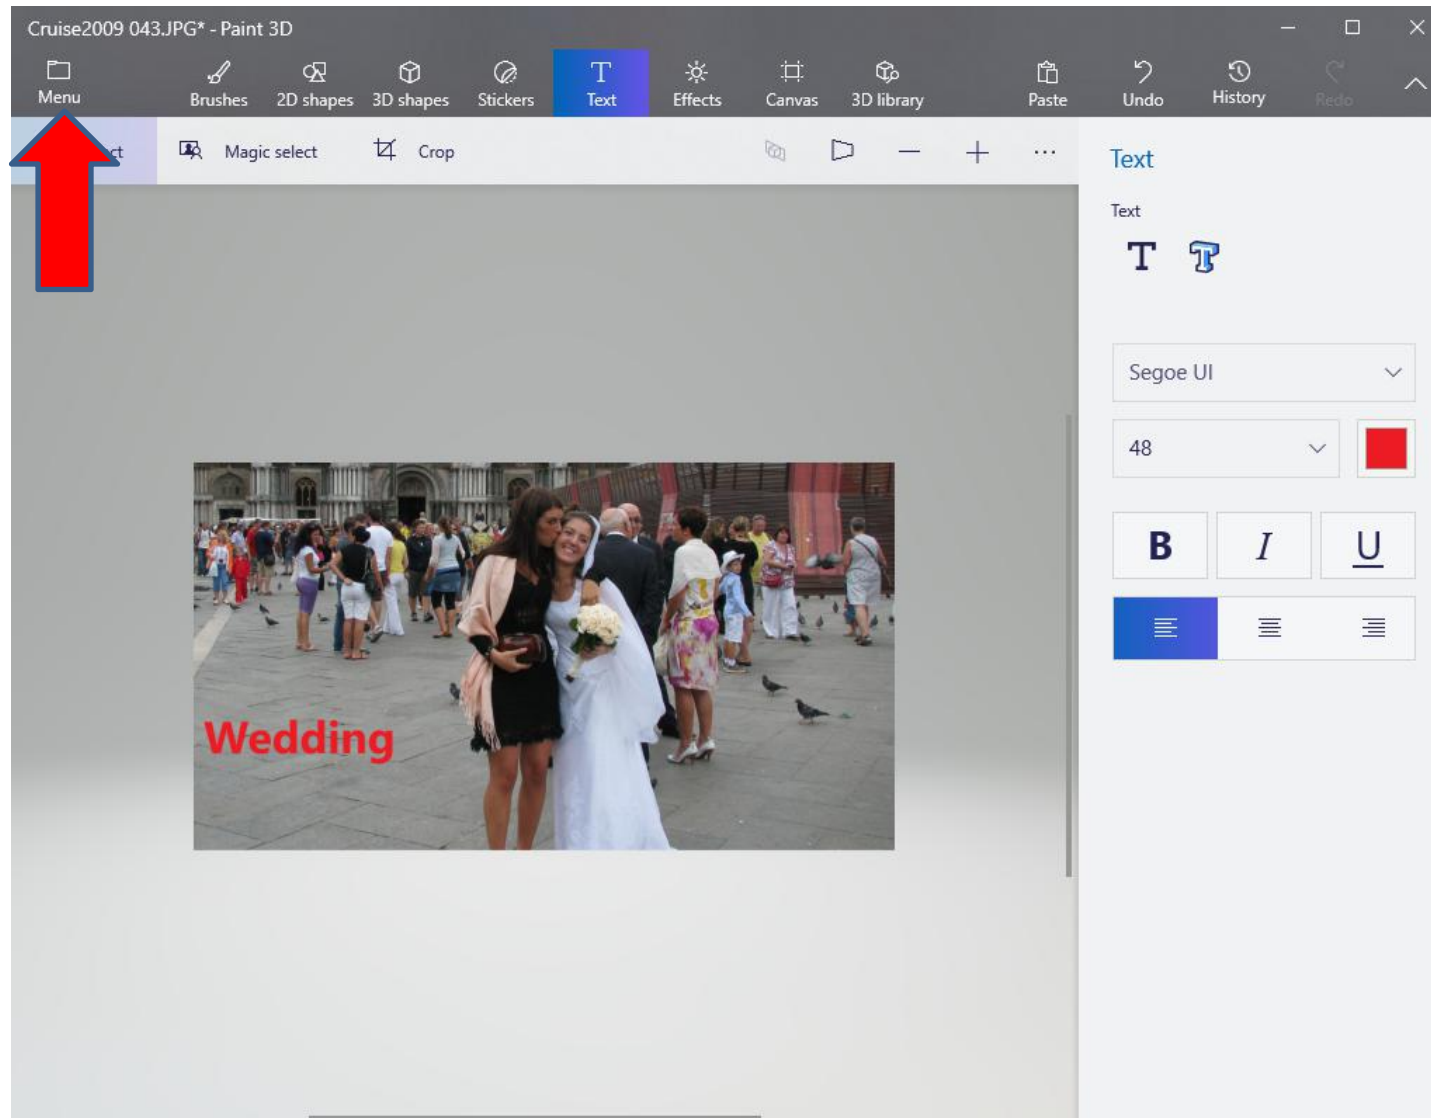 Cruise2009 043.JPG* - Paint 3D
Menu Brushes 2D shapes 3D shapes Stickers Text Effects Canvas 3D library Paste Undo History Redo
Magic select Crop
Text
Text
T T
Segoe UI
48
B I U
Wedding